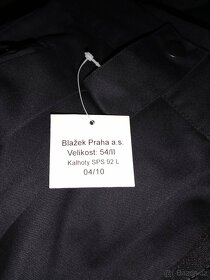 Blažek Praha a.s.
Velikost: 54/II
Kalhoty SPS 92 L
04/10